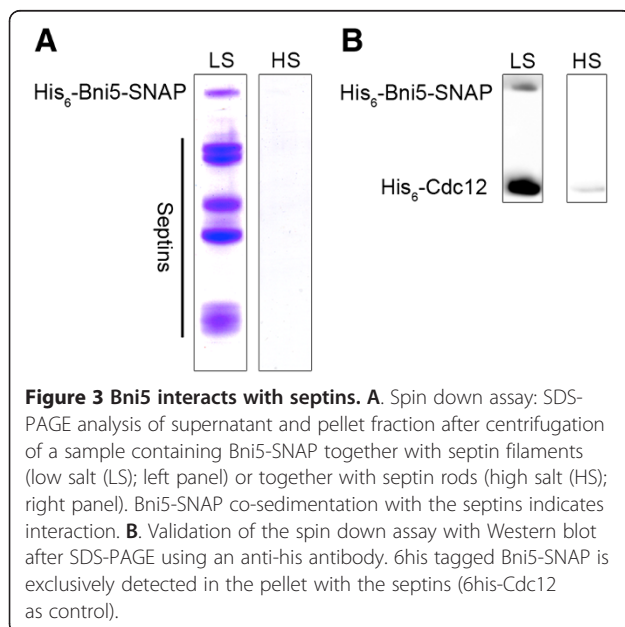 A
B
LS HS
LS HS
His6-Bni5-SNAP
His6-Bni5-SNAP
Septins
His6-Cdc12
Figure 3 Bni5 interacts with septins. A. Spin down assay: SDS-
PAGE analysis of supernatant and pellet fraction after centrifugation
of a sample containing Bni5-SNAP together with septin filaments
(low salt (LS); left panel) or together with septin rods (high salt (HS);
right panel). Bni5-SNAP co-sedimentation with the septins indicates
interaction. B. Validation of the spin down assay with Western blot
after SDS-PAGE using an anti-his antibody. 6his tagged Bni5-SNAP is
exclusively detected in the pellet with the septins (6his-Cdc12
as control).